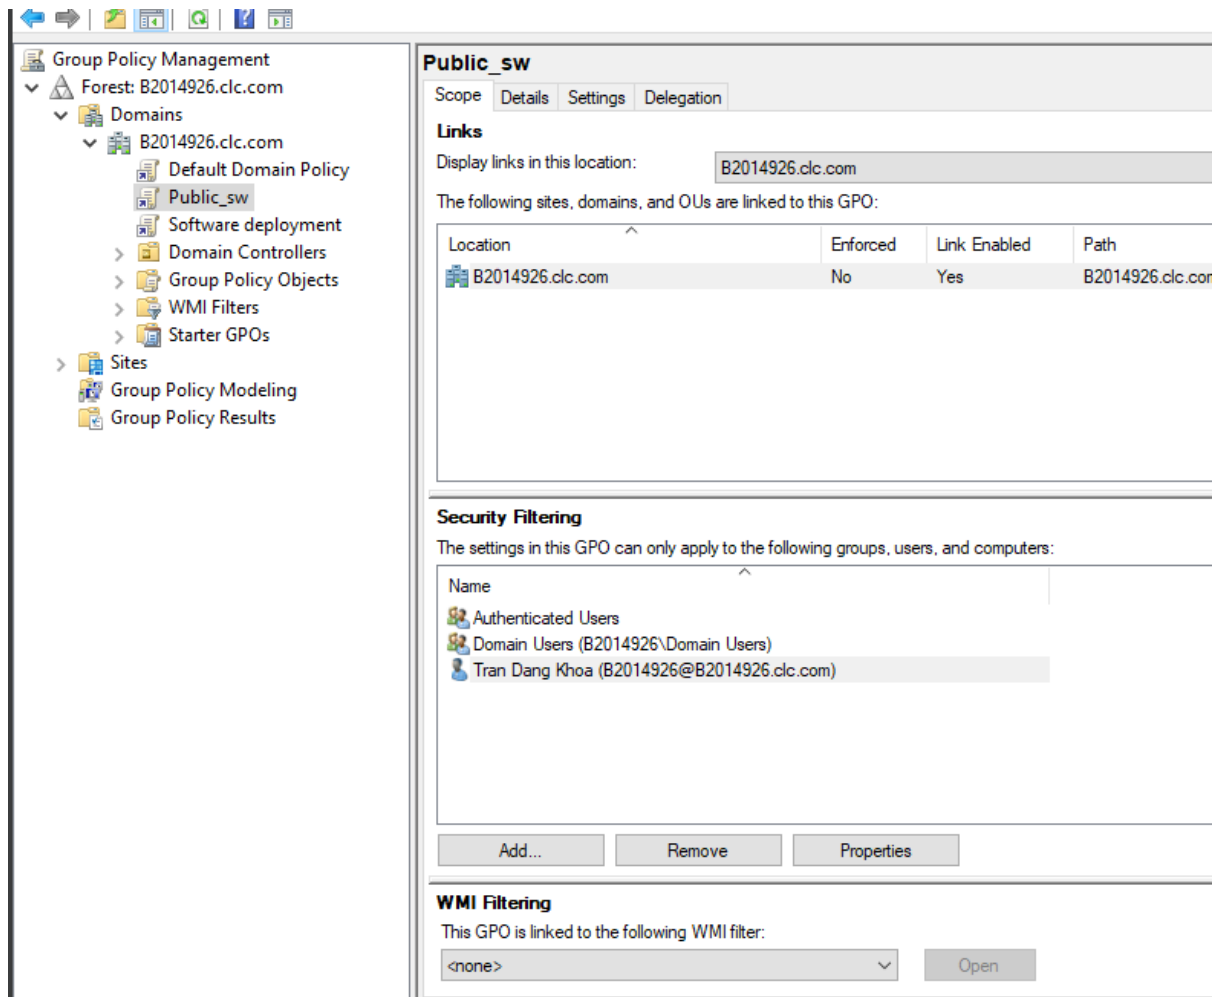 Group Policy Management
Forest: B2014926.clc.com
Domains
B2014926.clc.com
Default Domain Policy
Public_sw
Software deployment
Domain Controllers
Group Policy Objects
WMI Filters
Starter GPOs
Sites
Group Policy Modeling
Group Policy Results
Public_sw
Scope Details Settings Delegation
Links
Display links in this location: B2014926.clc.com
The following sites, domains, and OUs are linked to this GPO:
Location Enforced Link Enabled Path
B2014926.clc.com No Yes B2014926.clc.com
Security Filtering
The settings in this GPO can only apply to the following groups, users, and computers:
Name
Authenticated Users
Domain Users (B2014926\Domain Users)
Tran Dang Khoa (B2014926@B2014926.clc.com)
Add... Remove Properties
WMI Filtering
This GPO is linked to the following WMI filter:
<none> Open